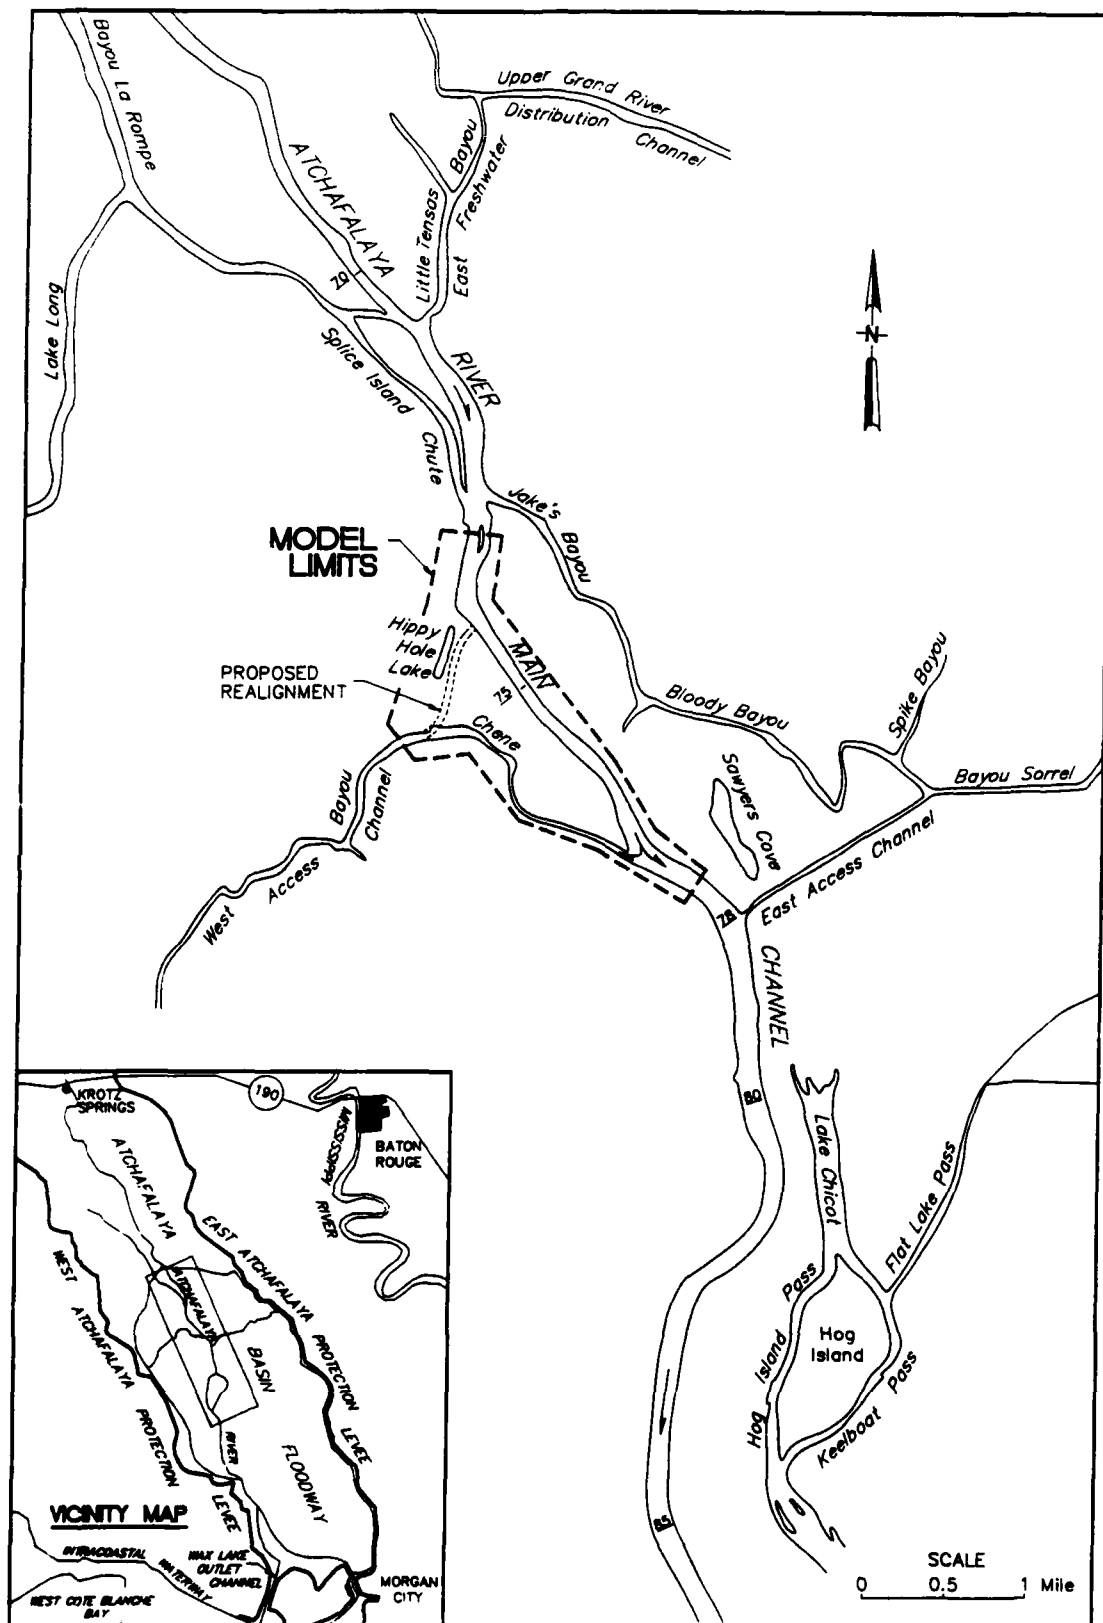 Bayou La Rompe
ATCHAFALAYA
RIVER
Upper Grand River
Distribution Channel
Little Tensas
Bayou
East Freshwater
Lake Long
Splice Island
Chute
N
Jake's
Bayou
MODEL
LIMITS
Hippy
Hole
Lake
PROPOSED
REALIGNMENT
MAIN
75
Bloody Bayou
Spike Bayou
Bayou Sorrel
Sawyers Cove
East Access Channel
Bayou
Chene
West Access Channel
78
CHANNEL
80
Lake Chicot
Flat Lake Pass
Hog Island Pass
Hog
Island
Keelboat Pass
85
SCALE
0 0.5 1 Mile
KROTZ
SPRINGS
190
MISSISSIPPI
RIVER
BATON
ROUGE
ATCHAFALAYA
EAST ATCHAFALAYA
PROTECTION
LEVEE
WEST ATCHAFALAYA
PROTECTION
LEVEE
ATCHAFALAYA
RIVER
BASIN
FLOODWAY
VICINITY MAP
INTRACOASTAL
WATERWAY
WAX LAKE
OUTLET
CHANNEL
WEST COTE BLANCHE
BAY
MORGAN
CITY